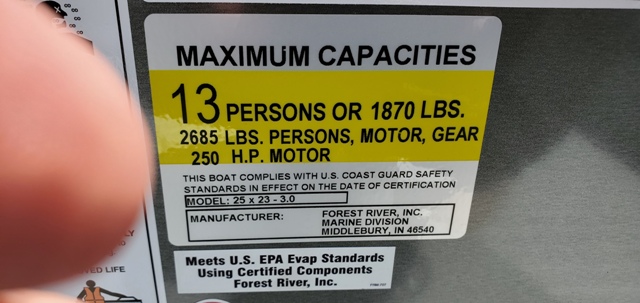 MAXIMUM CAPACITIES
13 PERSONS OR 1870 LBS.
2685 LBS. PERSONS, MOTOR, GEAR
250 H.P. MOTOR
THIS BOAT COMPLIES WITH U.S. COAST GUARD SAFETY
STANDARDS IN EFFECT ON THE DATE OF CERTIFICATION
MODEL: 25 x 23 - 3.0
MANUFACTURER: FOREST RIVER, INC.
MARINE DIVISION
MIDDLEBURY, IN 46540
Meets U.S. EPA Evap Standards
Using Certified Components
Forest River, Inc.
LIFE